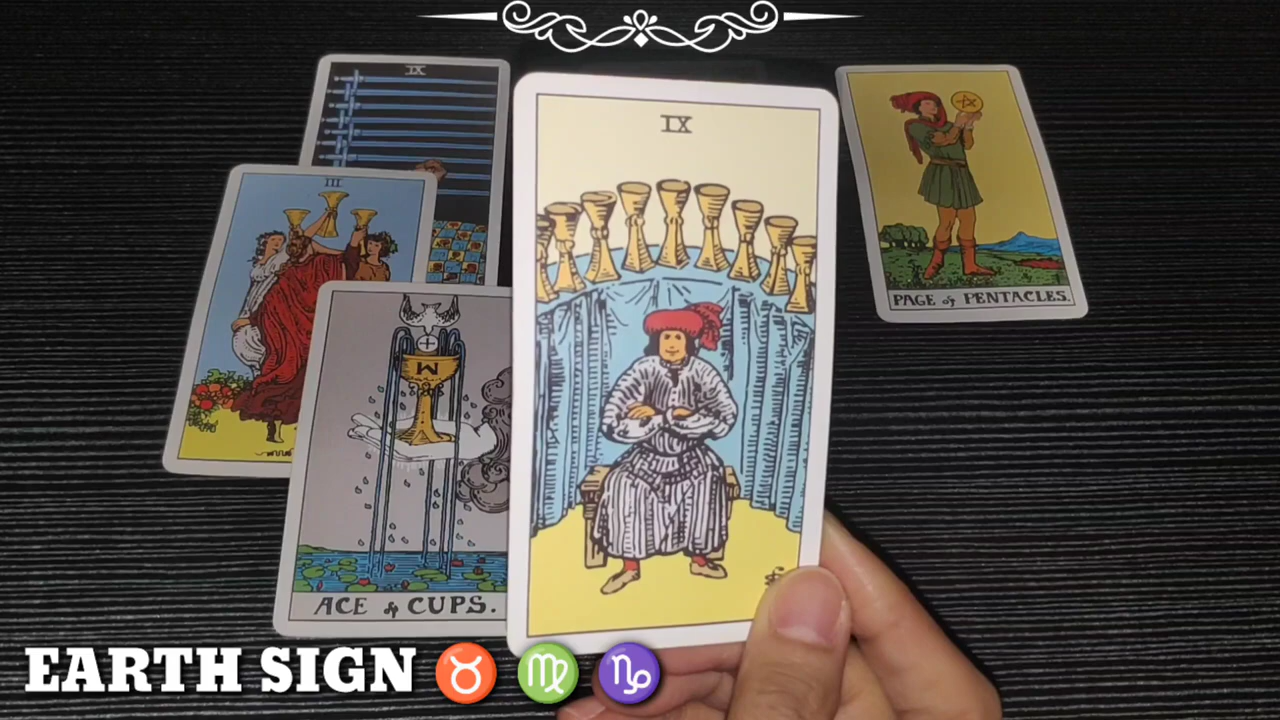 IX
IX
III
PAGE of PENTACLES.
ACE of CUPS.
EARTH SIGN ♉ ♍ ♑